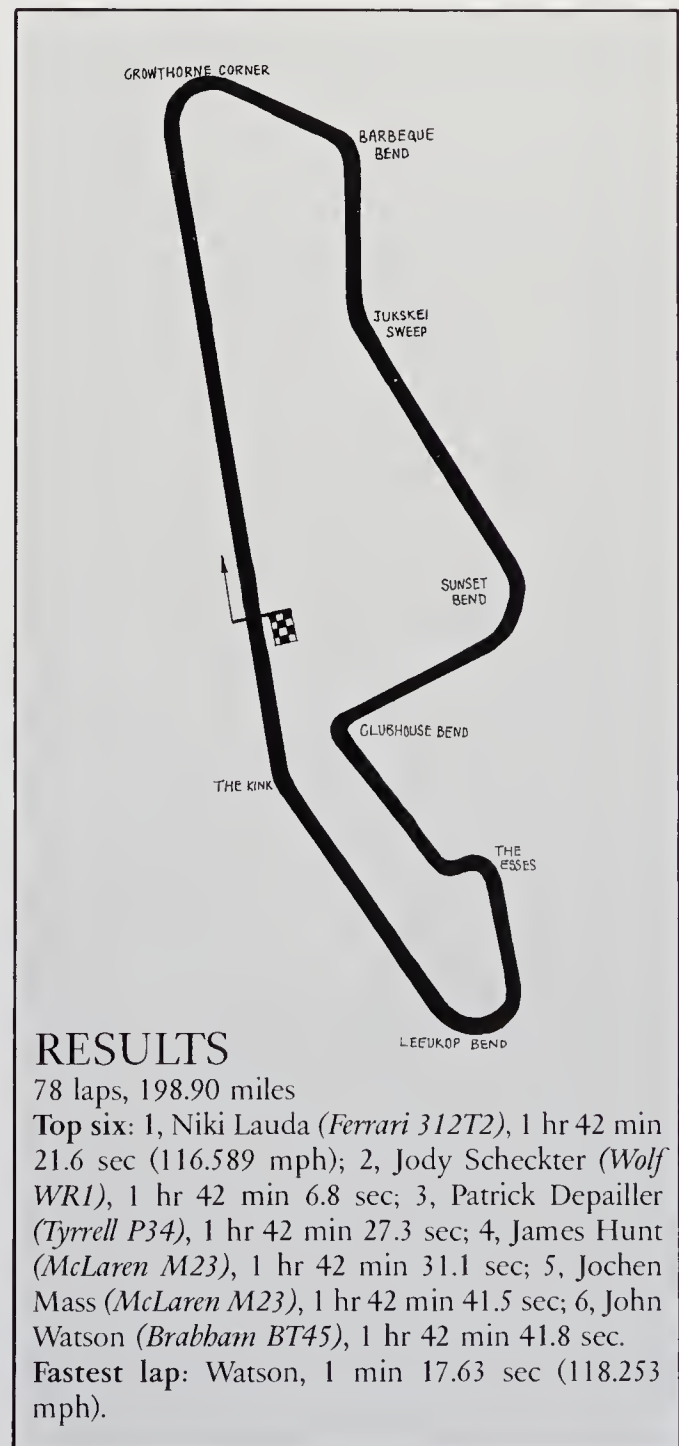 CROWTHORNE CORNER
BARBEQUE
BEND
JUKSKEI
SWEEP
SUNSET
BEND
CLUBHOUSE BEND
THE KINK
THE
ESSES
LEEUKOP BEND
RESULTS
78 laps, 198.90 miles
Top six: 1, Niki Lauda (Ferrari 312T2), 1 hr 42 min
21.6 sec (116.589 mph); 2, Jody Scheckter (Wolf
WR1), 1 hr 42 min 6.8 sec; 3, Patrick Depailler
(Tyrrell P34), 1 hr 42 min 27.3 sec; 4, James Hunt
(McLaren M23), 1 hr 42 min 31.1 sec; 5, Jochen
Mass (McLaren M23), 1 hr 42 min 41.5 sec; 6, John
Watson (Brabham BT45), 1 hr 42 min 41.8 sec.
Fastest lap: Watson, 1 min 17.63 sec (118.253
mph).